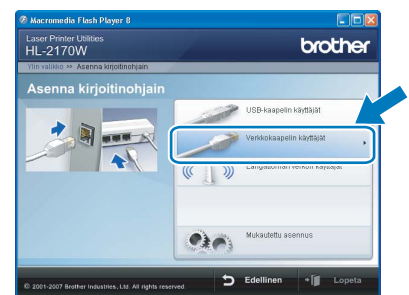 Macromedia Flash Player 8
Laser Printer Utilities
HL-2170W
brother
Ylin valikko >> Asenna kirjoitinohjain
Asenna kirjoitinohjain
USB-kaapelin käyttäjät
Verkkokaapelin käyttäjät
Langattoman verkon käyttäjät
Mukautettu asennus
© 2001-2007 Brother Industries, Ltd. All rights reserved.
Edellinen
Lopeta